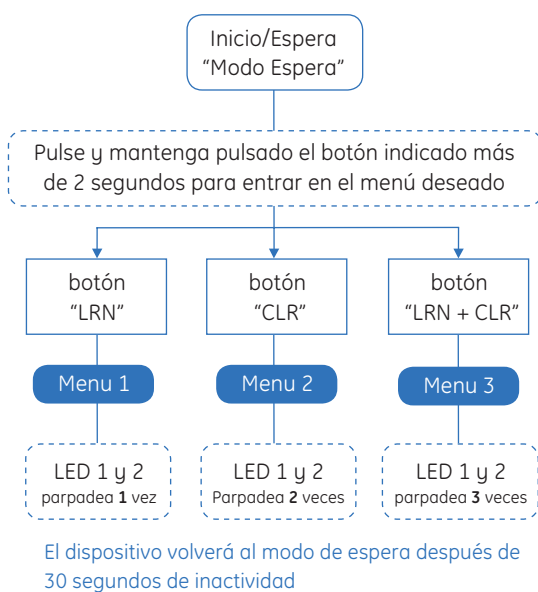 Inicio/Espera
“Modo Espera”
Pulse y mantenga pulsado el botón indicado más
de 2 segundos para entrar en el menú deseado
botón
“LRN”
botón
“CLR”
botón
“LRN + CLR”
Menu 1
Menu 2
Menu 3
LED 1 y 2
parpadea 1 vez
LED 1 y 2
Parpadea 2 veces
LED 1 y 2
parpadea 3 veces
El dispositivo volverá al modo de espera después de
30 segundos de inactividad